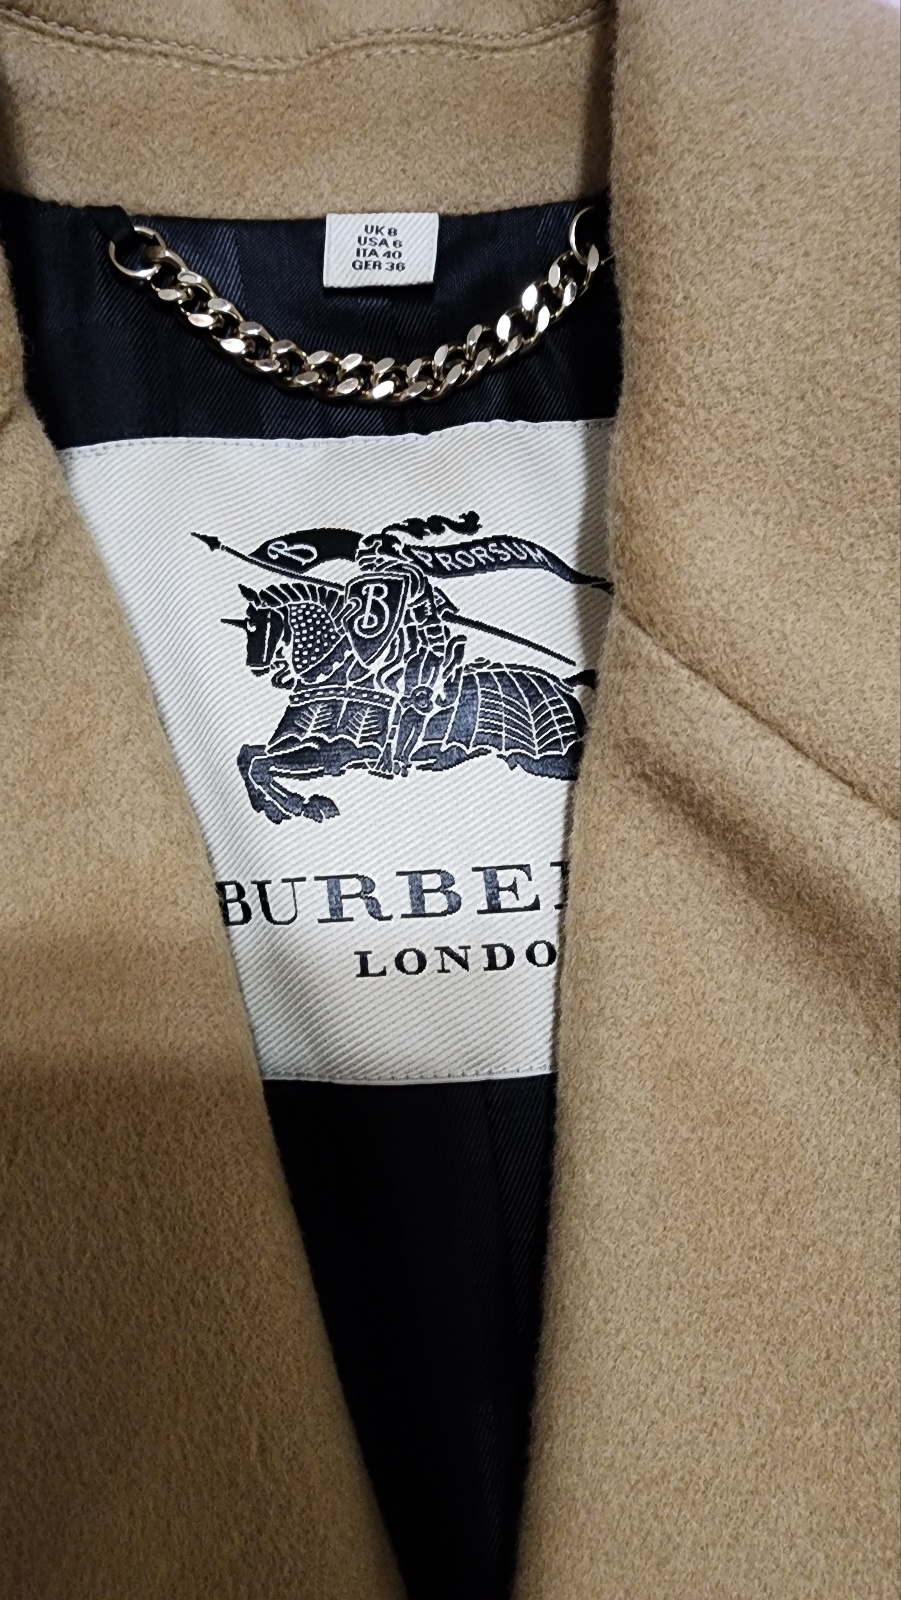 UK 8
USA 6
ITA 40
GER 36
B PRORSUM
B
BURBE
LONDO